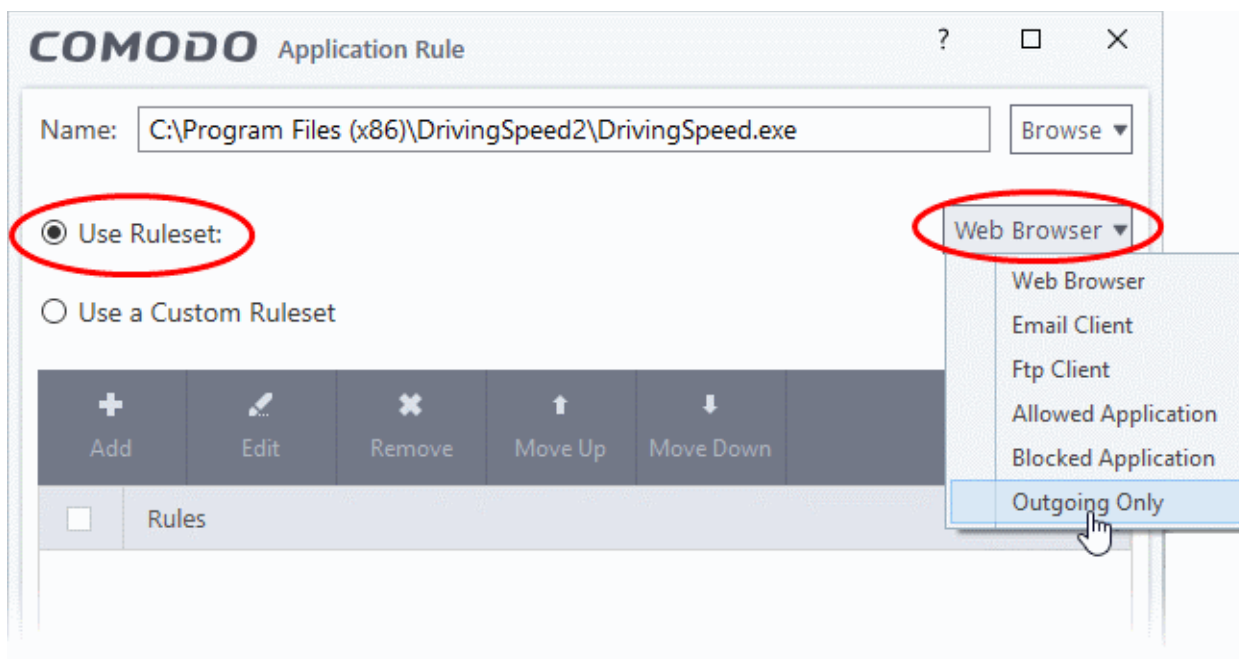 COMODO Application Rule ?
Name: C:\Program Files (x86)\DrivingSpeed2\DrivingSpeed.exe Browse
Use Ruleset: Web Browser
Web Browser
Email Client
Use a Custom Ruleset
Ftp Client
Allowed Application
Blocked Application
Outgoing Only
Add Edit Remove Move Up Move Down
Rules